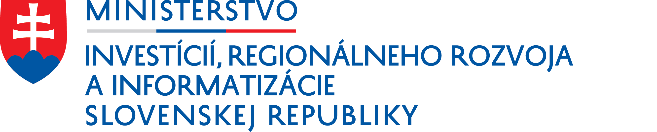 MINISTERSTVO
INVESTÍCIÍ, REGIONÁLNEHO ROZVOJA
A INFORMATIZÁCIE
SLOVENSKEJ REPUBLIKY